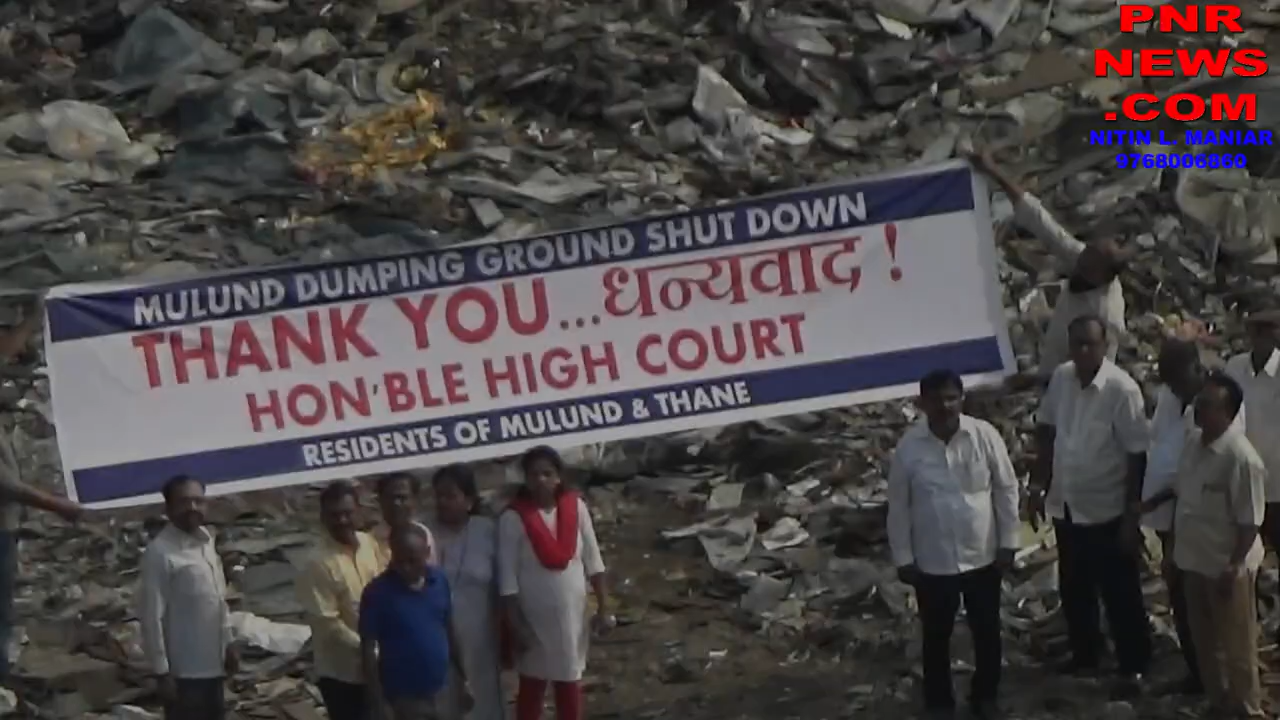 PNR
NEWS
.COM
NITIN L. MANIAR
9768006860
MULUND DUMPING GROUND SHUT DOWN
THANK YOU...धन्यवाद !
HON'BLE HIGH COURT
RESIDENTS OF MULUND & THANE